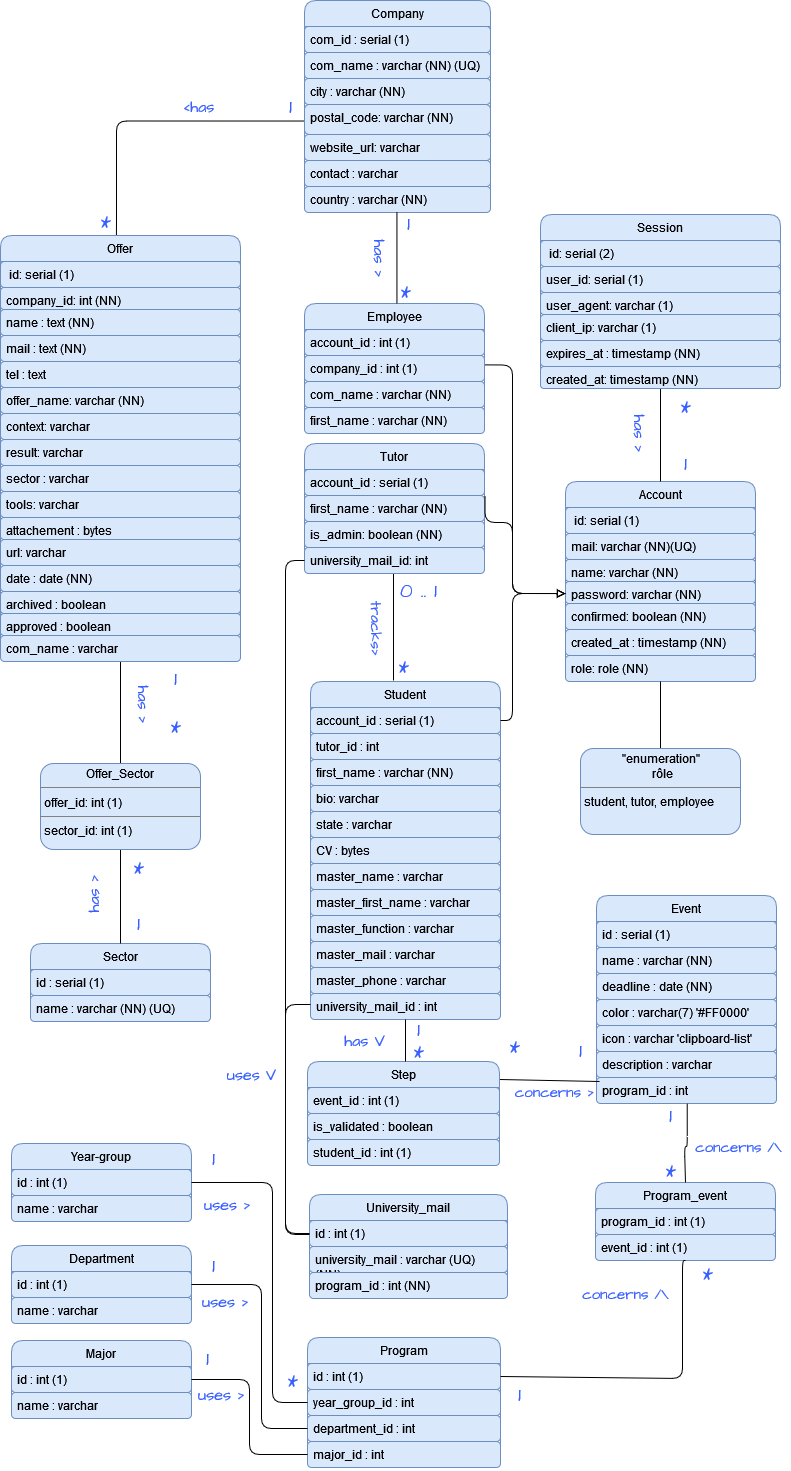 Company
com_id : serial (1)
com_name : varchar (NN) (UQ)
city : varchar (NN)
postal_code: varchar (NN)
website_url: varchar
contact : varchar
country : varchar (NN)
<has
1
*
1
has >
*
Offer
id: serial (1)
company_id: int (NN)
name : text (NN)
mail : text (NN)
tel : text
offer_name: varchar (NN)
context: varchar
result: varchar
sector : varchar
tools: varchar
attachement : bytes
url: varchar
date : date (NN)
archived : boolean
approved : boolean
com_name : varchar
Employee
account_id : int (1)
company_id : int (1)
com_name : varchar (NN)
first_name : varchar (NN)
Session
id: serial (2)
user_id: serial (1)
user_agent: varchar (1)
client_ip: varchar (1)
expires_at : timestamp (NN)
created_at: timestamp (NN)
*
has >
1
Tutor
account_id : serial (1)
first_name : varchar (NN)
is_admin: boolean (NN)
university_mail_id: int
Account
id: serial (1)
mail: varchar (NN)(UQ)
name: varchar (NN)
password: varchar (NN)
confirmed: boolean (NN)
created_at : timestamp (NN)
role: role (NN)
0 .. 1
tracks>
*
1
has >
*
Student
account_id : serial (1)
tutor_id : int
first_name : varchar (NN)
bio: varchar
state : varchar
CV : bytes
master_name : varchar
master_first_name : varchar
master_function : varchar
master_mail : varchar
master_phone : varchar
university_mail_id : int
"enumeration"
rôle
student, tutor, employee
Offer_Sector
offer_id: int (1)
sector_id: int (1)
*
has >
1
Sector
id : serial (1)
name : varchar (NN) (UQ)
Event
id : serial (1)
name : varchar (NN)
deadline : date (NN)
color : varchar(7) '#FF0000'
icon : varchar 'clipboard-list'
description : varchar
program_id : int
1
has V
*
*
1
concerns >
uses V
Step
event_id : int (1)
is_validated : boolean
student_id : int (1)
1
concerns /\
*
Year-group
id : int (1)
name : varchar
1
uses >
University_mail
id : int (1)
university_mail : varchar (UQ)
(NN)
program_id : int (NN)
Program_event
program_id : int (1)
event_id : int (1)
*
concerns /\
Department
id : int (1)
name : varchar
1
uses >
Major
id : int (1)
name : varchar
1
uses >
*
Program
id : int (1)
year_group_id : int
department_id : int
major_id : int
1